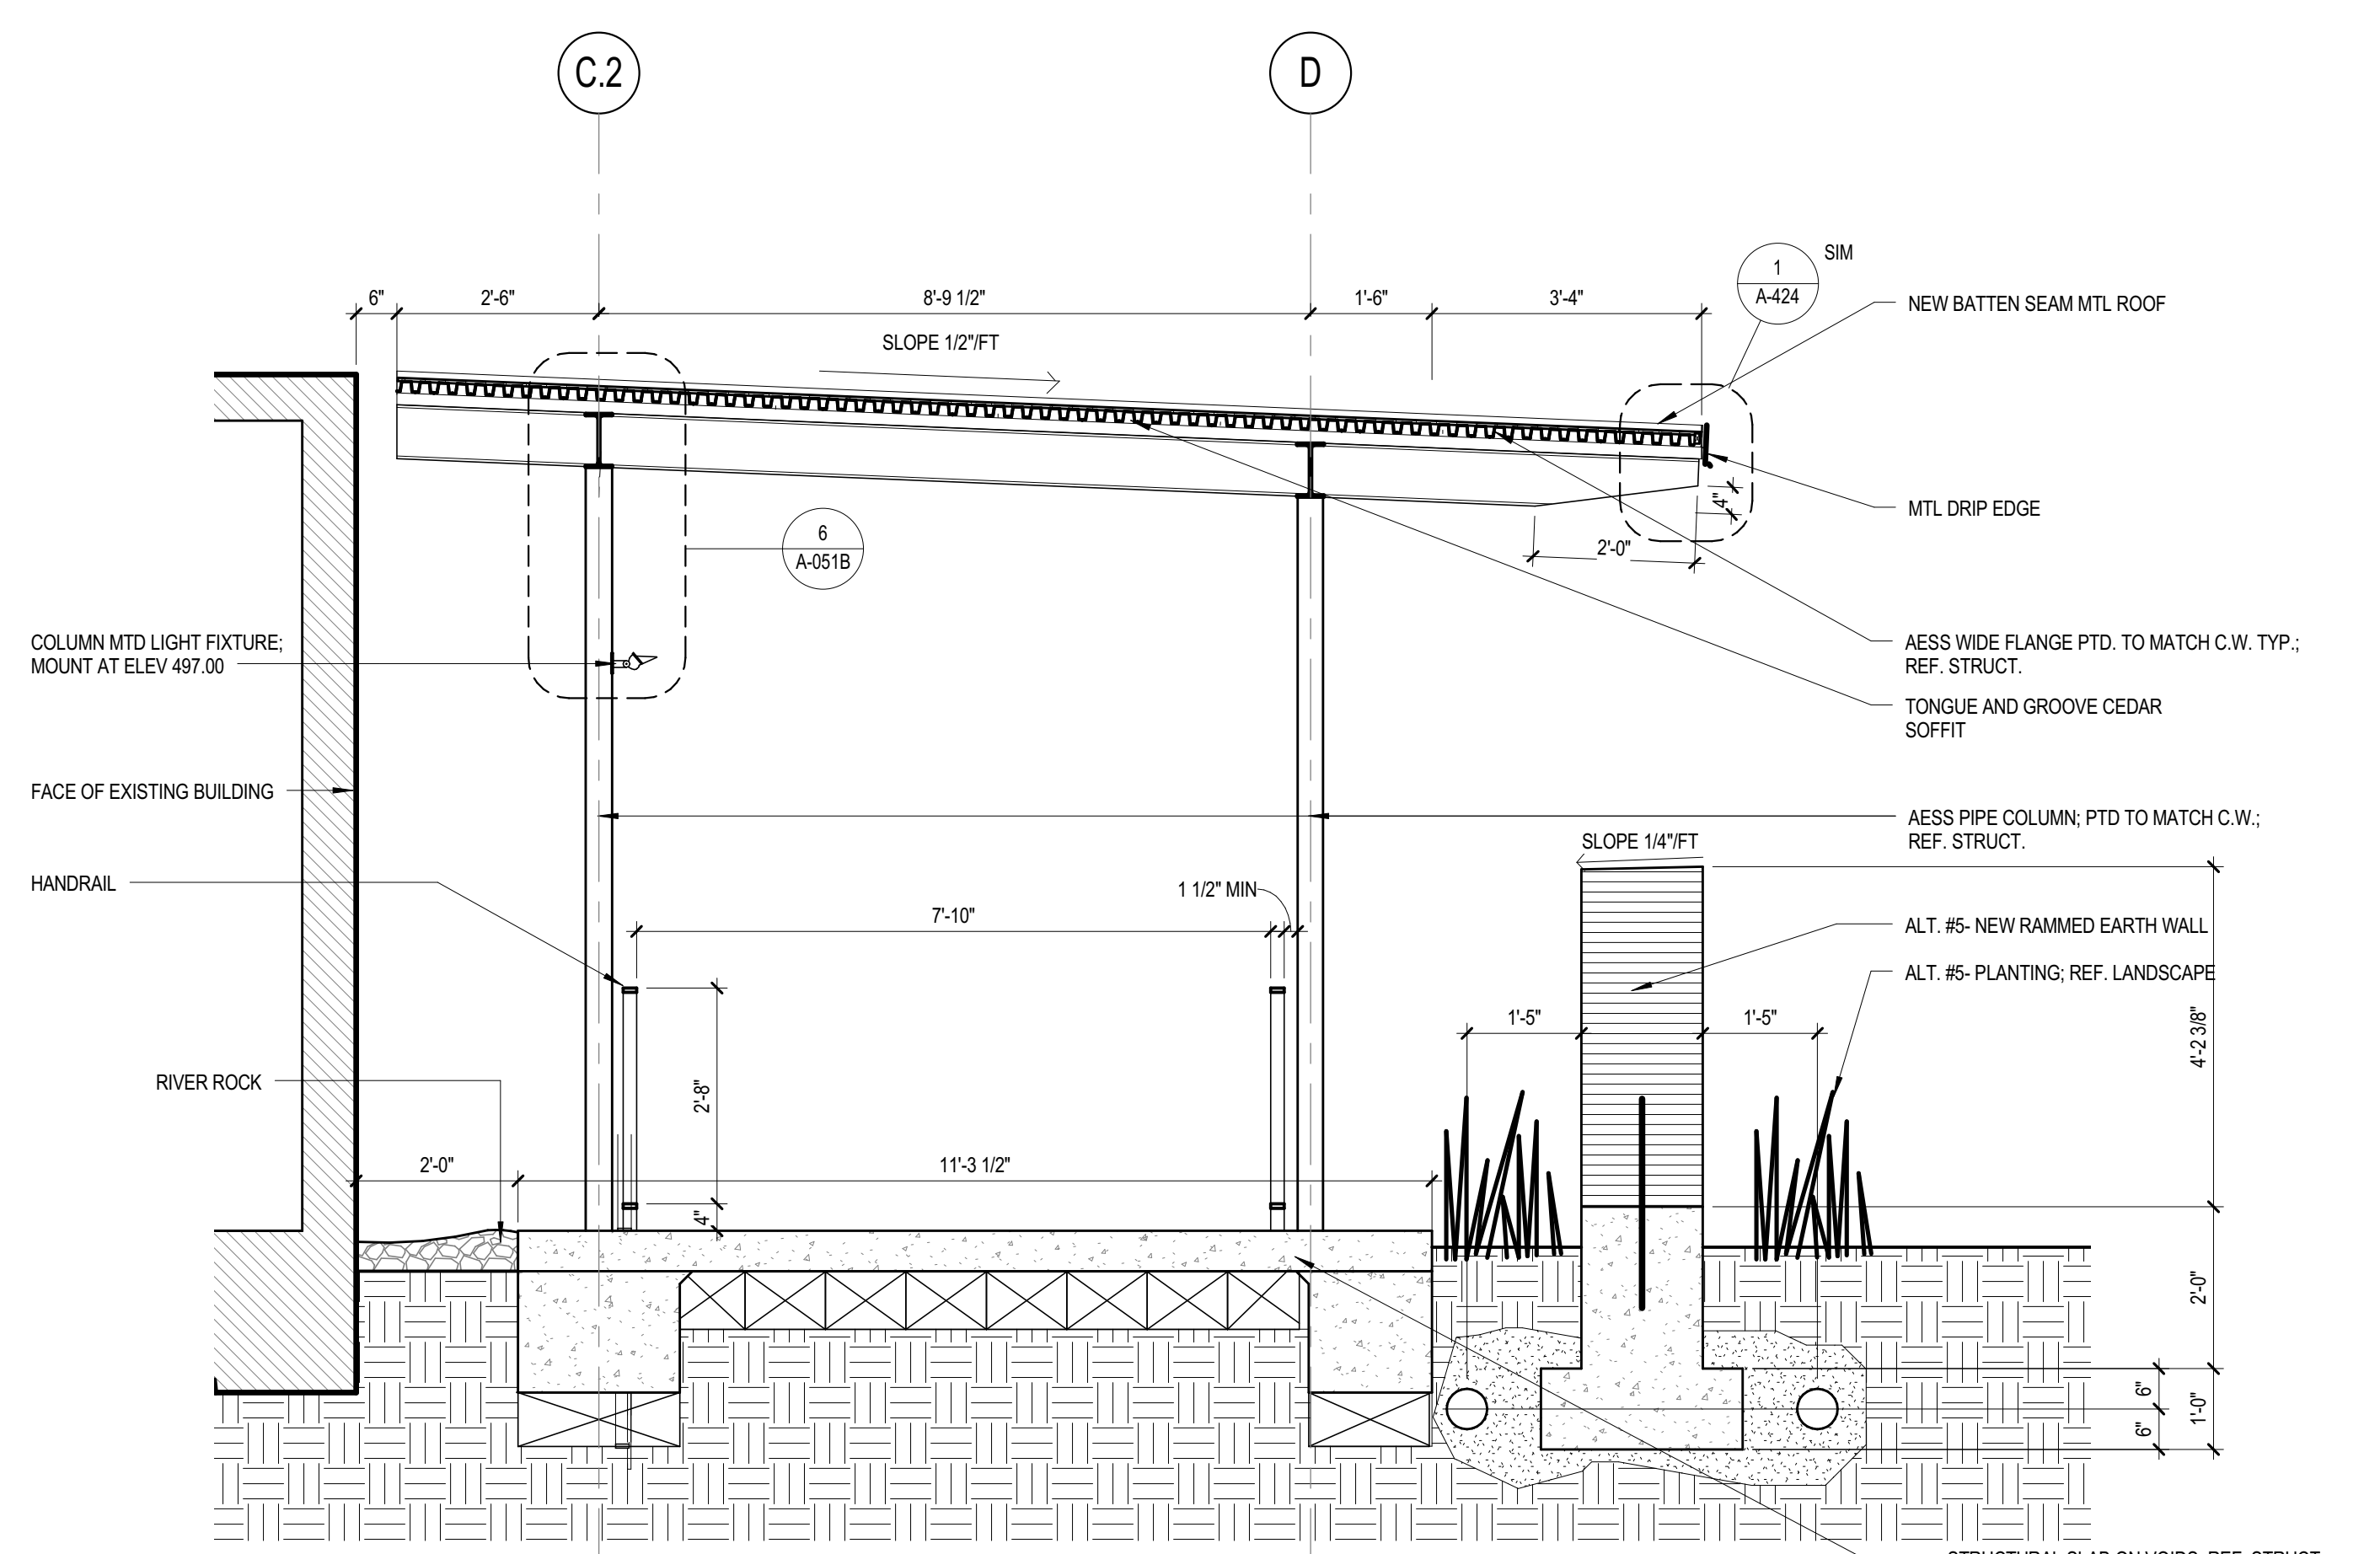 C.2
D
1
A-424
SIM
6"
2'-6"
8'-9 1/2"
1'-6"
3'-4"
NEW BATTEN SEAM MTL ROOF
SLOPE 1/2"/FT
4"
MTL DRIP EDGE
6
A-051B
2'-0"
COLUMN MTD LIGHT FIXTURE;
MOUNT AT ELEV 497.00
AESS WIDE FLANGE PTD. TO MATCH C.W. TYP.;
REF. STRUCT.
TONGUE AND GROOVE CEDAR
SOFFIT
FACE OF EXISTING BUILDING
AESS PIPE COLUMN; PTD TO MATCH C.W.;
REF. STRUCT.
SLOPE 1/4"/FT
HANDRAIL
1 1/2" MIN
7'-10"
ALT. #5- NEW RAMMED EARTH WALL
ALT. #5- PLANTING; REF. LANDSCAPE
1'-5"
1'-5"
4'-2 3/8"
RIVER ROCK
2'-8"
2'-0"
11'-3 1/2"
4"
2'-0"
6"
1'-0"
6"
STRUCTURAL SLAB ON VOIDS, REF. STRUCT